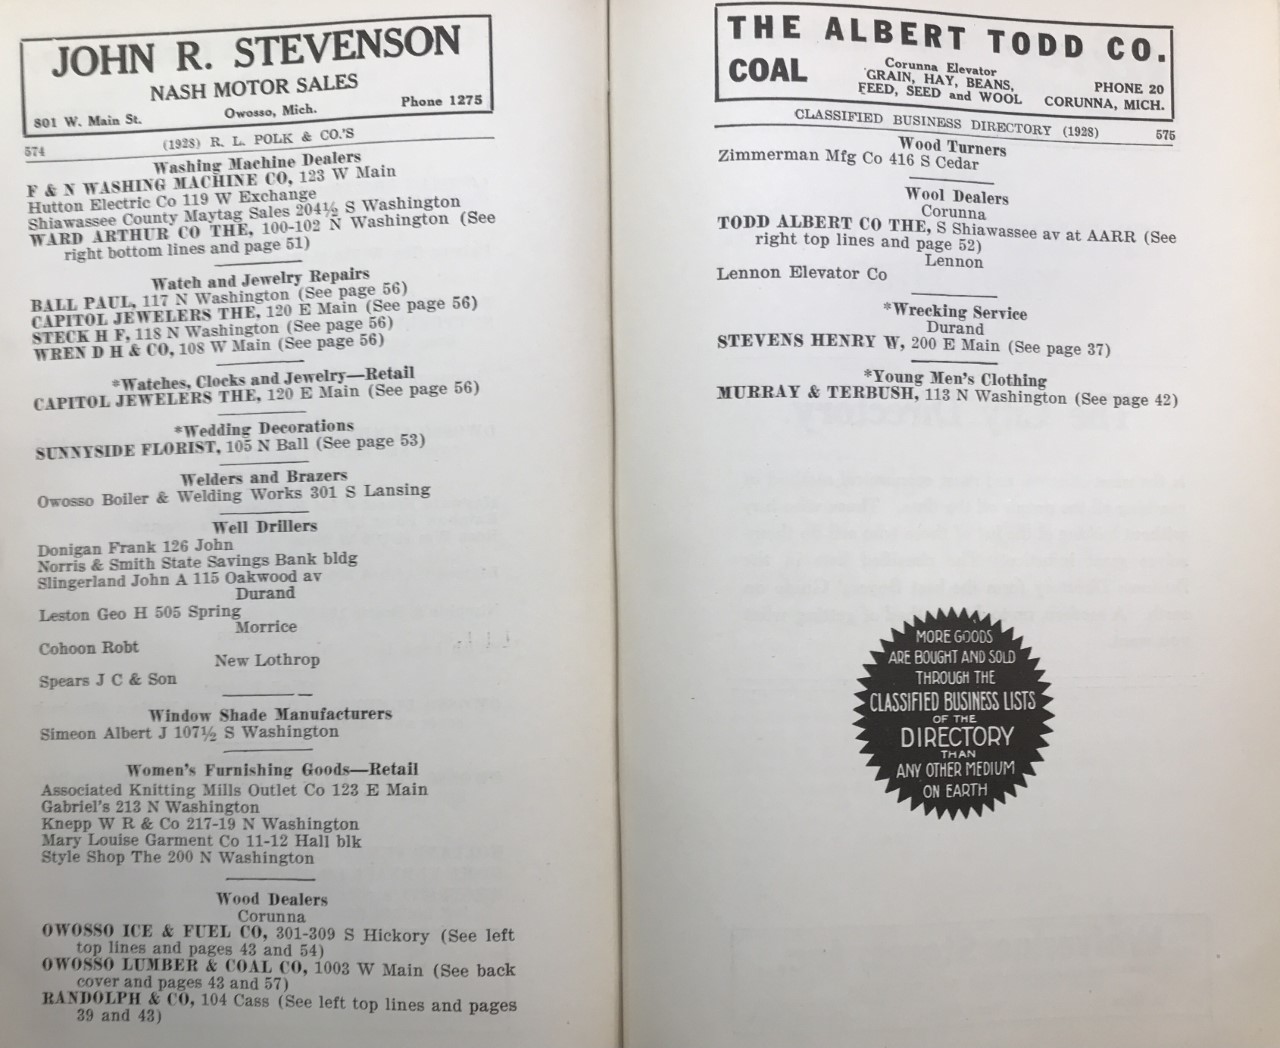 JOHN R. STEVENSON
NASH MOTOR SALES
801 W. Main St. Owosso, Mich. Phone 1275
574 (1928) R. L. POLK & CO.'S
Washing Machine Dealers
F & N WASHING MACHINE CO, 123 W Main
Hutton Electric Co 119 W Exchange
Shiawassee County Maytag Sales 204½ S Washington
WARD ARTHUR CO THE, 100-102 N Washington (See
right bottom lines and page 51)
Watch and Jewelry Repairs
BALL PAUL, 117 N Washington (See page 56)
CAPITOL JEWELERS THE, 120 E Main (See page 56)
STECK H F, 118 N Washington (See page 56)
WREN D H & CO, 108 W Main (See page 56)
*Watches, Clocks and Jewelry—Retail
CAPITOL JEWELERS THE, 120 E Main (See page 56)
*Wedding Decorations
SUNNYSIDE FLORIST, 105 N Ball (See page 53)
Welders and Brazers
Owosso Boiler & Welding Works 301 S Lansing
Well Drillers
Donigan Frank 126 John
Norris & Smith State Savings Bank bldg
Slingerland John A 115 Oakwood av
Durand
Leston Geo H 505 Spring
Morrice
Cohoon Robt
New Lothrop
Spears J C & Son
Window Shade Manufacturers
Simeon Albert J 107½ S Washington
Women's Furnishing Goods—Retail
Associated Knitting Mills Outlet Co 123 E Main
Gabriel's 213 N Washington
Knepp W R & Co 217-19 N Washington
Mary Louise Garment Co 11-12 Hall blk
Style Shop The 200 N Washington
Wood Dealers
Corunna
OWOSSO ICE & FUEL CO, 301-309 S Hickory (See left
top lines and pages 43 and 54)
OWOSSO LUMBER & COAL CO, 1003 W Main (See back
cover and pages 43 and 57)
RANDOLPH & CO, 104 Cass (See left top lines and pages
39 and 43)
THE ALBERT TODD CO.
COAL
Corunna Elevator
GRAIN, HAY, BEANS,
FEED, SEED and WOOL
PHONE 20
CORUNNA, MICH.
CLASSIFIED BUSINESS DIRECTORY (1928) 575
Wood Turners
Zimmerman Mfg Co 416 S Cedar
Wool Dealers
Corunna
TODD ALBERT CO THE, S Shiawassee av at AARR (See
right top lines and page 52)
Lennon
Lennon Elevator Co
*Wrecking Service
Durand
STEVENS HENRY W, 200 E Main (See page 37)
*Young Men's Clothing
MURRAY & TERBUSH, 113 N Washington (See page 42)
MORE GOODS
ARE BOUGHT AND SOLD
THROUGH THE
CLASSIFIED BUSINESS LISTS
OF THE
DIRECTORY
THAN
ANY OTHER MEDIUM
ON EARTH